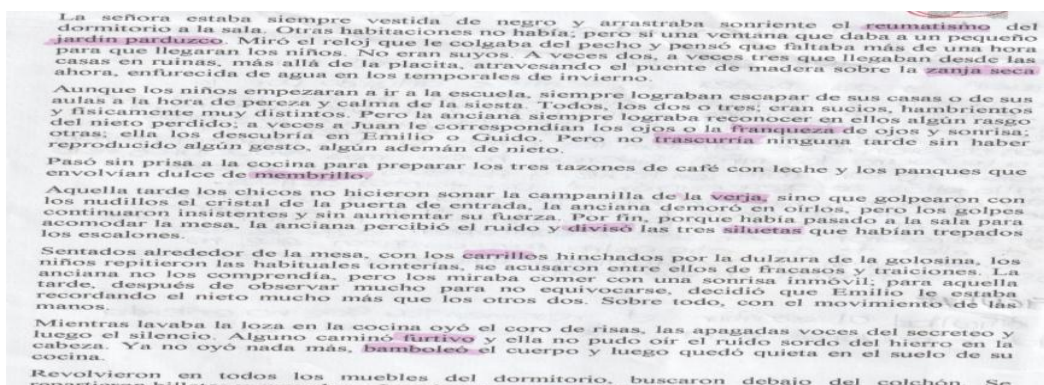 La señora estaba siempre vestida de negro y arrastraba sonriente el reumatismo del
dormitorio a la sala. Otras habitaciones no había; pero sí una ventana que daba a un pequeño
jardín parduzco. Miró el reloj que le colgaba del pecho y pensó que faltaba más de una hora
para que llegaran los niños. No eran suyos. A veces dos, a veces tres que llegaban desde las
casas en ruinas, más allá de la placita, atravesando el puente de madera sobre la zanja seca
ahora, enfurecida de agua en los temporales de invierno.
Aunque los niños empezaran a ir a la escuela, siempre lograban escapar de sus casas o de sus
aulas a la hora de pereza y calma de la siesta. Todos, los dos o tres; eran sucios, hambrientos
y físicamente muy distintos. Pero la anciana siempre lograba reconocer en ellos algún rasgo
del nieto perdido; a veces a Juan le correspondían los ojos o la franqueza de ojos y sonrisa;
otras; ella los descubría en Emilio o Guido. Pero no trascurría ninguna tarde sin haber
reproducido algún gesto, algún ademán de nieto.
Pasó sin prisa a la cocina para preparar los tres tazones de café con leche y los panques que
envolvían dulce de membrillo.
Aquella tarde los chicos no hicieron sonar la campanilla de la verja, sino que golpearon con
los nudillos el cristal de la puerta de entrada, la anciana demoró en oírlos, pero los golpes
continuaron insistentes y sin aumentar su fuerza. Por fin, porque había pasado a la sala para
acomodar la mesa, la anciana percibió el ruido y divisó las tres siluetas que habían trepados
los escalones.
Sentados alrededor de la mesa, con los carrillos hinchados por la dulzura de la golosina, los
niños repitieron las habituales tonterías, se acusaron entre ellos de fracasos y traiciones. La
anciana no los comprendía, pero los miraba comer con una sonrisa inmóvil; para aquella
tarde, después de observar mucho para no equivocarse, decidió que Emilio le estaba
recordando el nieto mucho más que los otros dos. Sobre todo, con el movimiento de las
manos.
Mientras lavaba la loza en la cocina oyó el coro de risas, las apagadas voces del secreteo y
luego el silencio. Alguno caminó furtivo y ella no pudo oír el ruido sordo del hierro en la
cabeza. Ya no oyó nada más, bamboleó el cuerpo y luego quedó quieta en el suelo de su
cocina.
Revolvieron en todos los muebles del dormitorio, buscaron debajo del colchón. Se